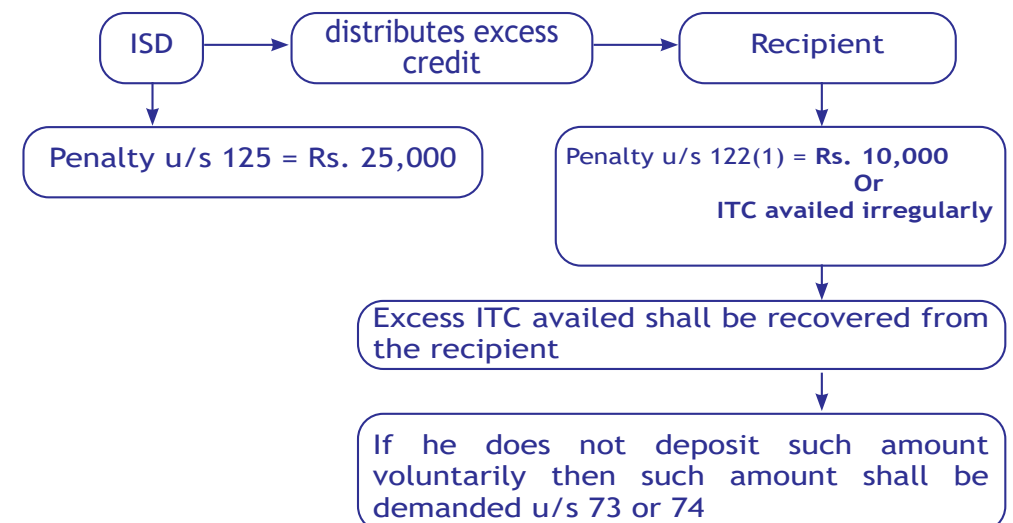 ISD
distributes excess
credit
Recipient
Penalty u/s 125 = Rs. 25,000
Penalty u/s 122(1) = Rs. 10,000
Or
ITC availed irregularly
Excess ITC availed shall be recovered from
the recipient
If he does not deposit such amount
voluntarily then such amount shall be
demanded u/s 73 or 74